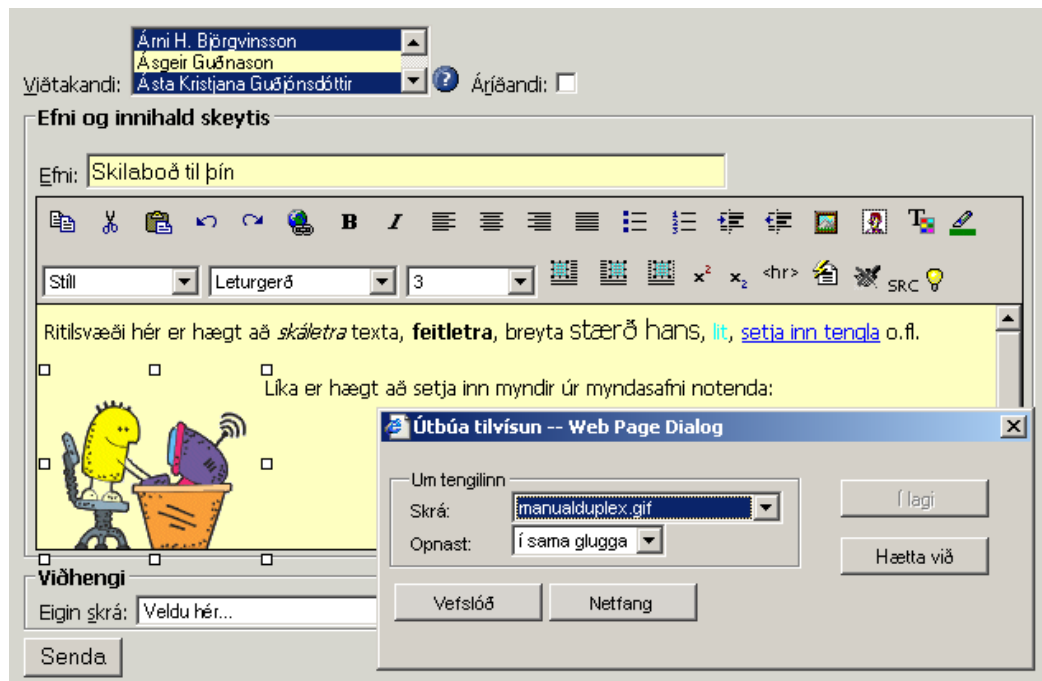 Árni H. Björgvinsson
Ásgeir Guðnason
Viðtakandi: Ásta Kristjana Guðjónsdóttir ? Áríðandi:
Efni og innihald skeytis
Efni: Skilaboð til þín
B I
Stíll Leturgerð 3 x² x₂ <hr> SRC
Ritilsvæði hér er hægt að skáletra texta, feitletra, breyta stærð hans, lit, setja inn tengla o.fl.
Líka er hægt að setja inn myndir úr myndasafni notenda:
Útbúa tilvísun -- Web Page Dialog
Um tengilinn
Skrá: manualduplex.gif
Opnast: í sama glugga
Í lagi
Hætta við
Vefslóð Netfang
Viðhengi
Eigin skrá: Veldu hér...
Senda